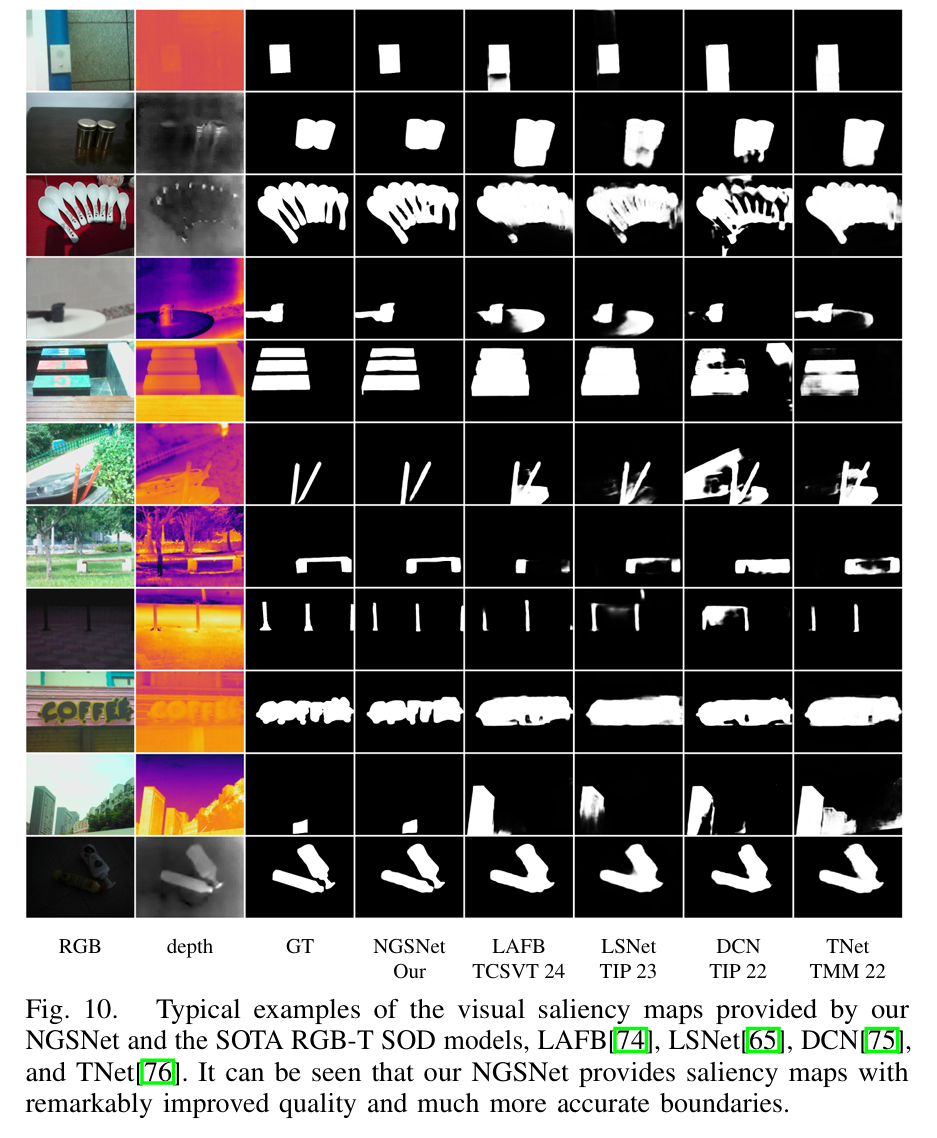 COFFEE
RGB depth GT NGSNet LAFB LSNet DCN TNet
Our TCSVT 24 TIP 23 TIP 22 TMM 22
Fig. 10. Typical examples of the visual saliency maps provided by our
NGSNet and the SOTA RGB-T SOD models, LAFB[74], LSNet[65], DCN[75],
and TNet[76]. It can be seen that our NGSNet provides saliency maps with
remarkably improved quality and much more accurate boundaries.